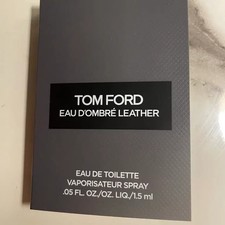 TOM FORD
EAU D'OMBRÉ LEATHER
EAU DE TOILETTE
VAPORISATEUR SPRAY
.05 FL. OZ./OZ. LIQ./1.5 ml